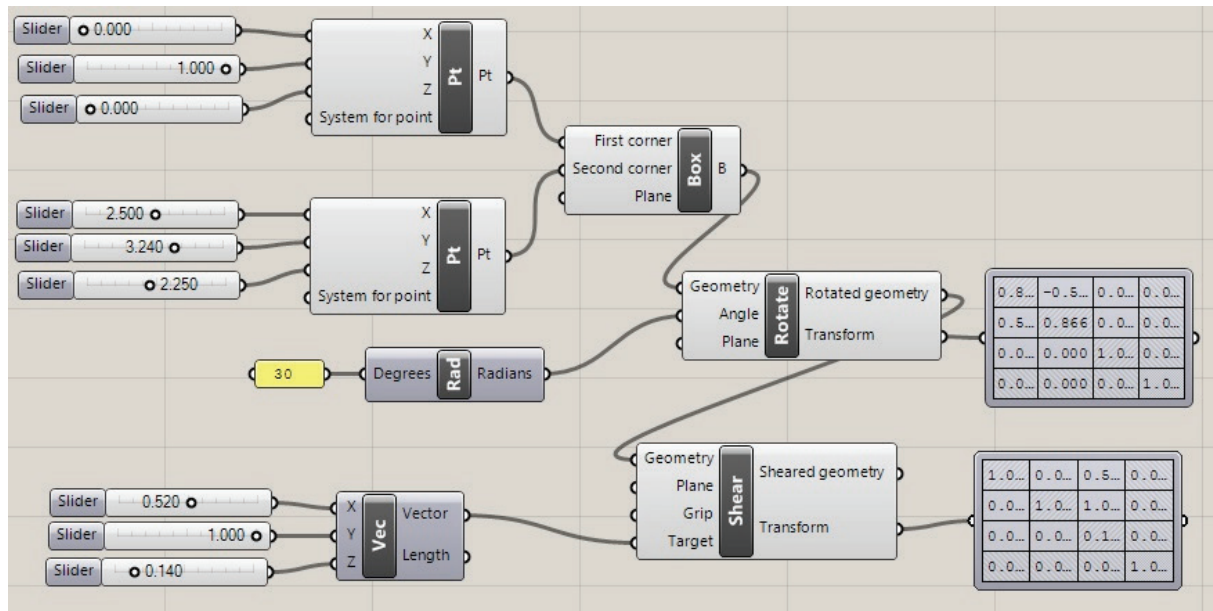 Slider 0.000
Slider 1.000
Slider 0.000
X
Y
Z
System for point
Pt
Pt
First corner
Second corner
Plane
Box
B
Slider 2.500
Slider 3.240
Slider 2.250
X
Y
Z
System for point
Pt
Pt
Geometry
Angle
Plane
Rotate
Rotated geometry
Transform
0.8... -0.5... 0.0... 0.0...
0.5... 0.866 0.0... 0.0...
0.0... 0.000 1.0... 0.0...
0.0... 0.000 0.0... 1.0...
30
Degrees
Rad
Radians
Geometry
Plane
Grip
Target
Shear
Sheared geometry
Transform
1.0... 0.0... 0.5... 0.0...
0.0... 1.0... 1.0... 0.0...
0.0... 0.0... 0.1... 0.0...
0.0... 0.0... 0.0... 1.0...
Slider 0.520
Slider 1.000
Slider 0.140
X
Y
Z
Vec
Vector
Length